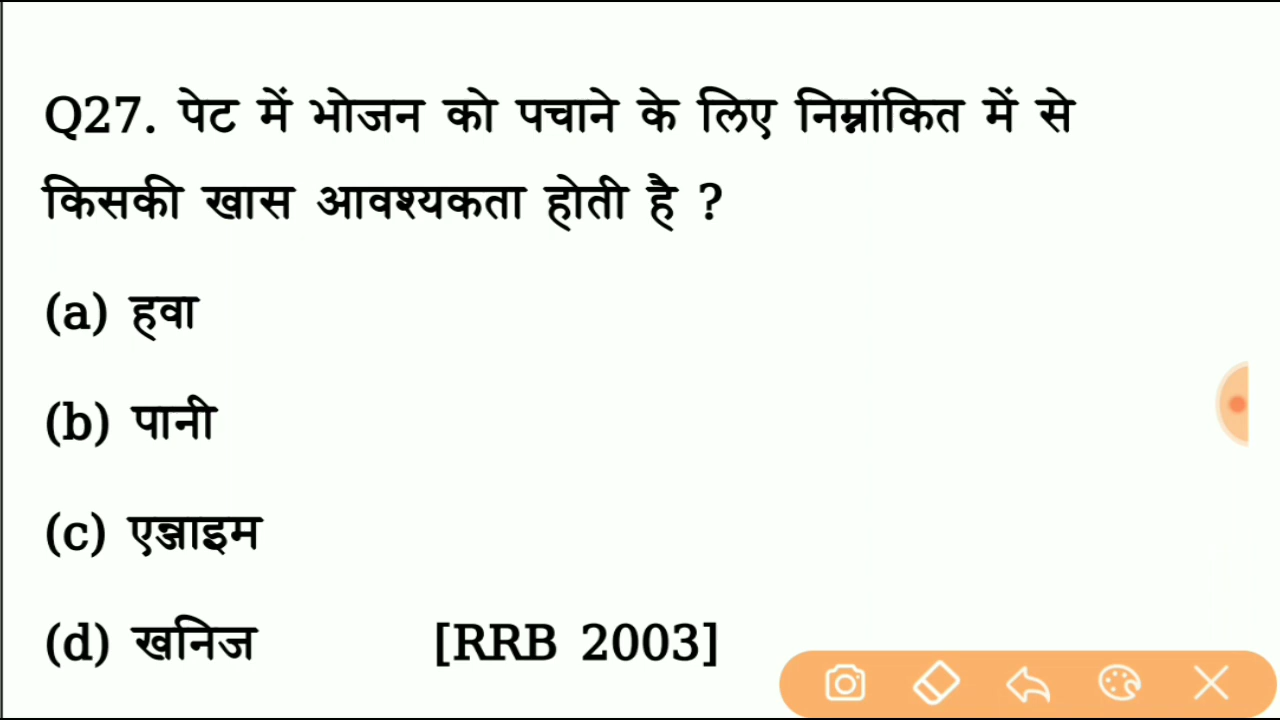 Q27. पेट में भोजन को पचाने के लिए निम्नांकित में से
किसकी खास आवश्यकता होती है ?
(a) हवा
(b) पानी
(c) एन्जाइम
(d) खनिज [RRB 2003]